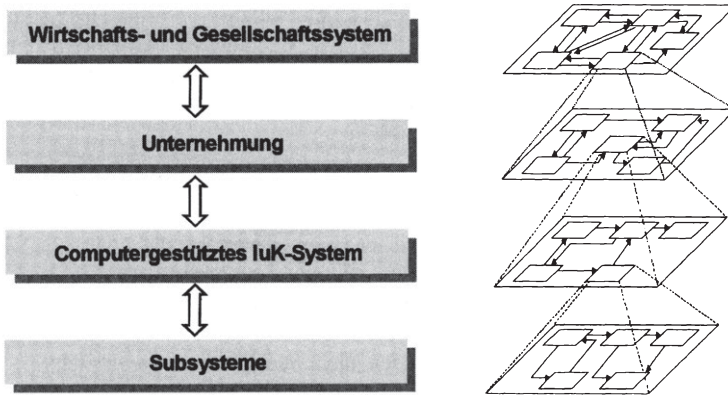 Wirtschafts- und Gesellschaftssystem
Unternehmung
Computergestütztes IuK-System
Subsysteme